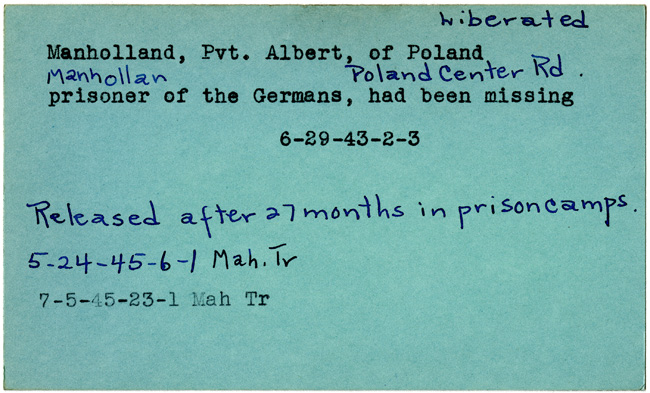 Liberated
Manholland, Pvt. Albert, of Poland
Manhollan Poland Center Rd.
prisoner of the Germans, had been missing
6-29-43-2-3
Released after 27 months in prison camps.
5-24-45-6-1 Mah. Tr
7-5-45-23-1 Mah Tr